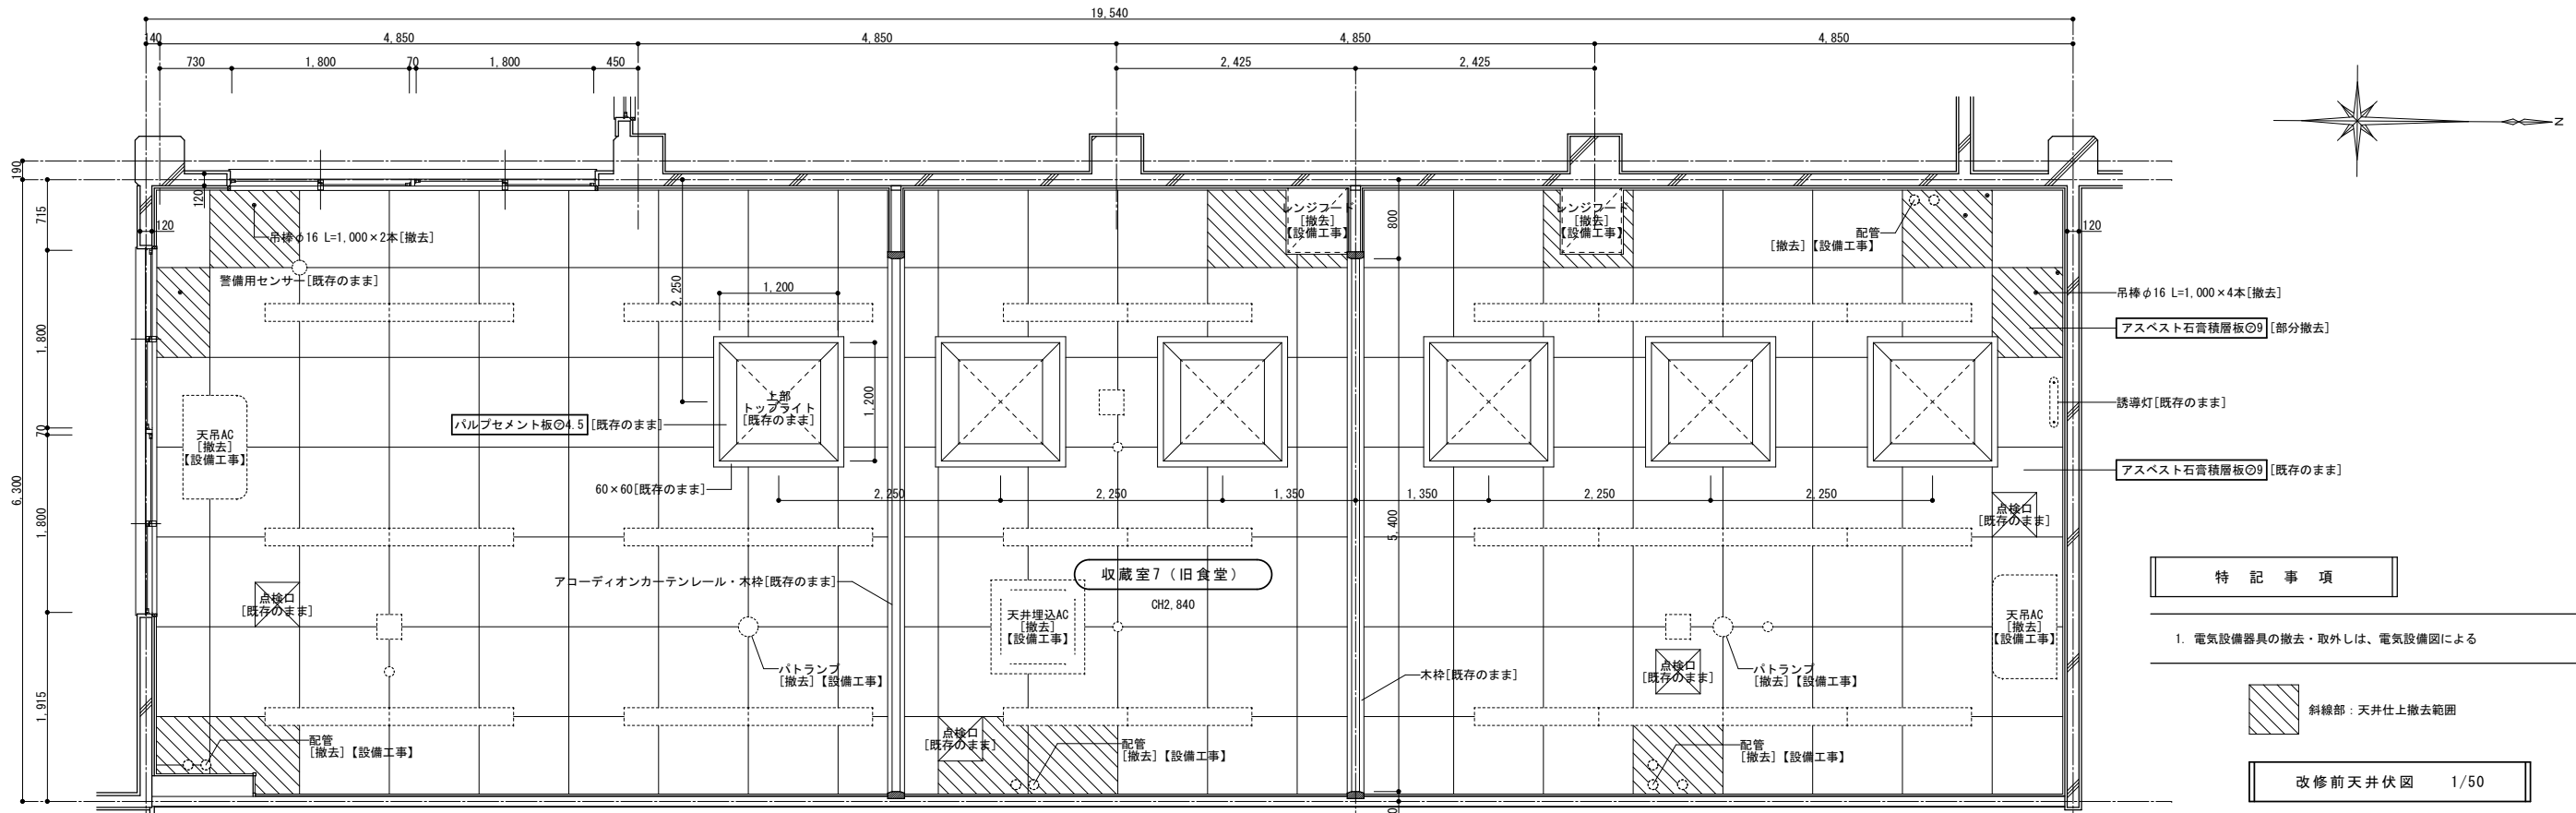 19,540
140
4,850
4,850
4,850
4,850
730
1,800
70
1,800
450
2,425
2,425
N
190
120
715
120
吊棒φ16 L=1,000×2本[撤去]
警備用センサー[既存のまま]
2,250
1,200
レンジフード
[撤去]
【設備工事】
800
レンジフード
[撤去]
【設備工事】
配管
[撤去]【設備工事】
120
吊棒φ16 L=1,000×4本[撤去]
アスベスト石膏積層板㋐9 [部分撤去]
1,800
上部
トップライト
[既存のまま]
1,200
パルプセメント板㋐4.5 [既存のまま]
誘導灯[既存のまま]
70
天吊AC
[撤去]
【設備工事】
アスベスト石膏積層板㋐9 [既存のまま]
60×60[既存のまま]
2,250
2,250
1,350
1,350
2,250
2,250
6,300
1,800
5,400
点検口
[既存のまま]
アコーディオンカーテンレール・木枠[既存のまま]
収蔵室7(旧食堂)
CH2,840
特記事項
点検口
[既存のまま]
天井埋込AC
[撤去]
【設備工事】
天吊AC
[撤去]
【設備工事】
1. 電気設備器具の撤去・取外しは、電気設備図による
パトランプ
[撤去]【設備工事】
木枠[既存のまま]
点検口
[既存のまま]
パトランプ
[撤去]【設備工事】
1,915
斜線部：天井仕上撤去範囲
配管
[撤去]【設備工事】
点検口
[既存のまま]
配管
[撤去]【設備工事】
配管
[撤去]【設備工事】
改修前天井伏図 1/50